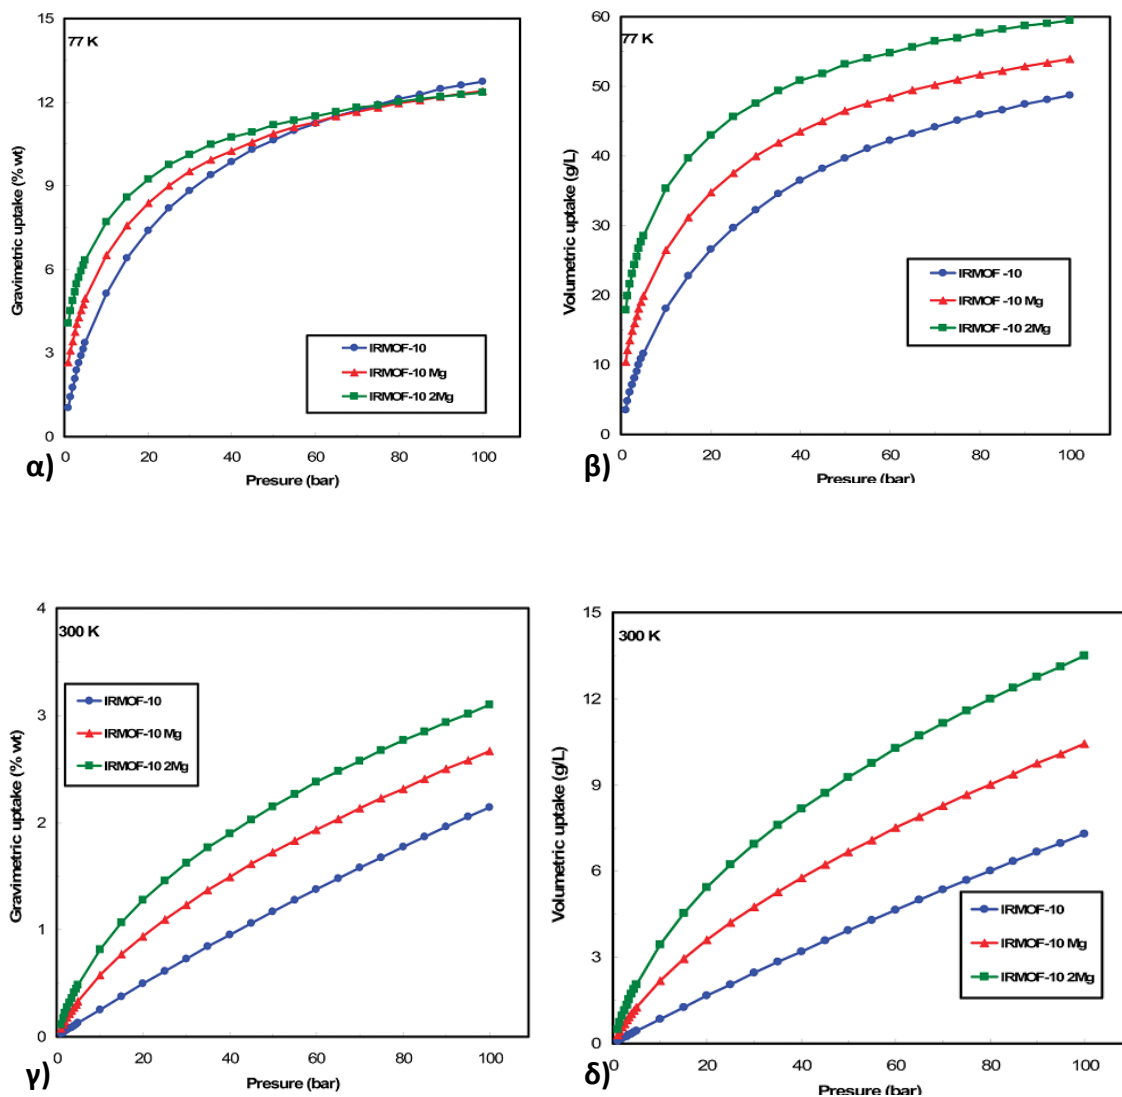 15
12
9
6
3
0
77 K
Gravimetric uptake (% wt)
IRMOF-10
IRMOF-10 Mg
IRMOF-10 2Mg
0 20 40 60 80 100
Presure (bar)
α)
60
50
40
30
20
10
0
77 K
Volumetric uptake (g/L)
IRMOF -10
IRMOF -10 Mg
IRMOF -10 2Mg
0 20 40 60 80 100
Presure (bar)
β)
4
3
2
1
0
300 K
Gravimetric uptake (% wt)
IRMOF-10
IRMOF-10 Mg
IRMOF-10 2Mg
0 20 40 60 80 100
Presure (bar)
γ)
15
12
9
6
3
0
300 K
Volumetric uptake (g/L)
IRMOF-10
IRMOF-10 Mg
IRMOF-10 2Mg
0 20 40 60 80 100
Presure (bar)
δ)